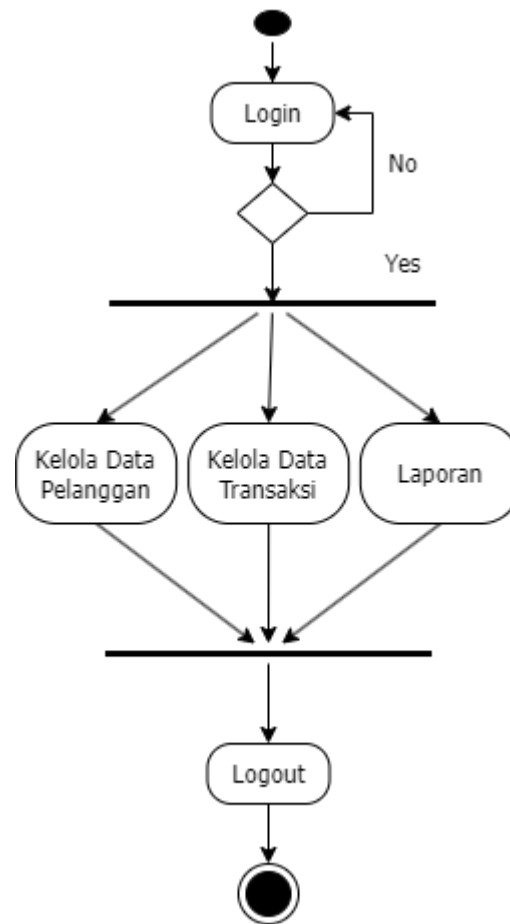 Login
No
Yes
Kelola Data
Pelanggan
Kelola Data
Transaksi
Laporan
Logout